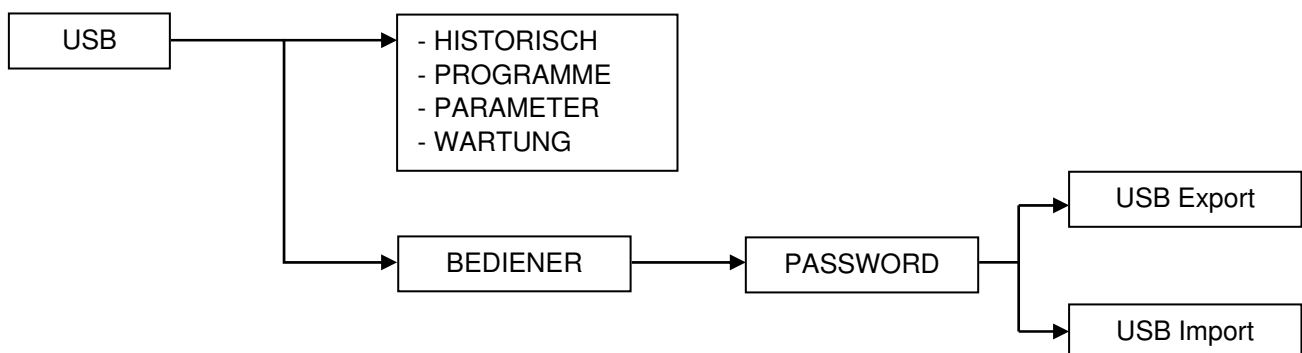 USB
- HISTORISCH
- PROGRAMME
- PARAMETER
- WARTUNG
BEDIENER
PASSWORD
USB Export
USB Import